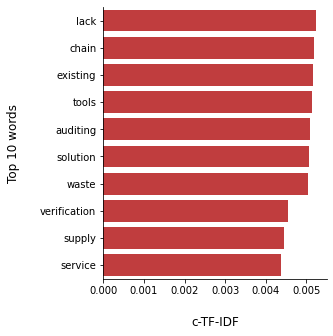 Top 10 words
lack
chain
existing
tools
auditing
solution
waste
verification
supply
service
0.000 0.001 0.002 0.003 0.004 0.005
c-TF-IDF